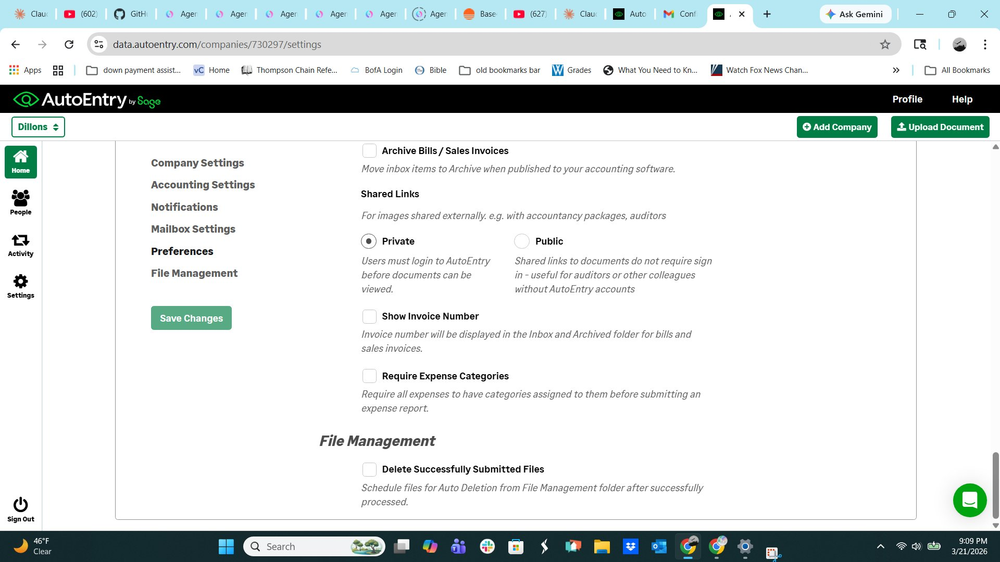 Clau
(602)
GitHu
Agen
Agen
Agen
Agen
Agen
Agen
Base
(627)
Clau
Auto
Confi
Ask Gemini
data.autoentry.com/companies/730297/settings
Apps
down payment assist...
vC Home
Thompson Chain Refe...
BofA Login
Bible
old bookmarks bar
W Grades
What You Need to Kn...
Watch Fox News Chan...
All Bookmarks
AutoEntry by Sage
Profile
Help
Dillons
Add Company
Upload Document
Home
People
Activity
Settings
Sign Out
Company Settings
Accounting Settings
Notifications
Mailbox Settings
Preferences
File Management
Save Changes
Archive Bills / Sales Invoices
Move inbox items to Archive when published to your accounting software.
Shared Links
For images shared externally. e.g. with accountancy packages, auditors
Private
Users must login to AutoEntry
before documents can be
viewed.
Public
Shared links to documents do not require sign
in - useful for auditors or other colleagues
without AutoEntry accounts
Show Invoice Number
Invoice number will be displayed in the Inbox and Archived folder for bills and
sales invoices.
Require Expense Categories
Require all expenses to have categories assigned to them before submitting an
expense report.
File Management
Delete Successfully Submitted Files
Schedule files for Auto Deletion from File Management folder after successfully
processed.
46°F
Clear
Search
9:09 PM
3/21/2026